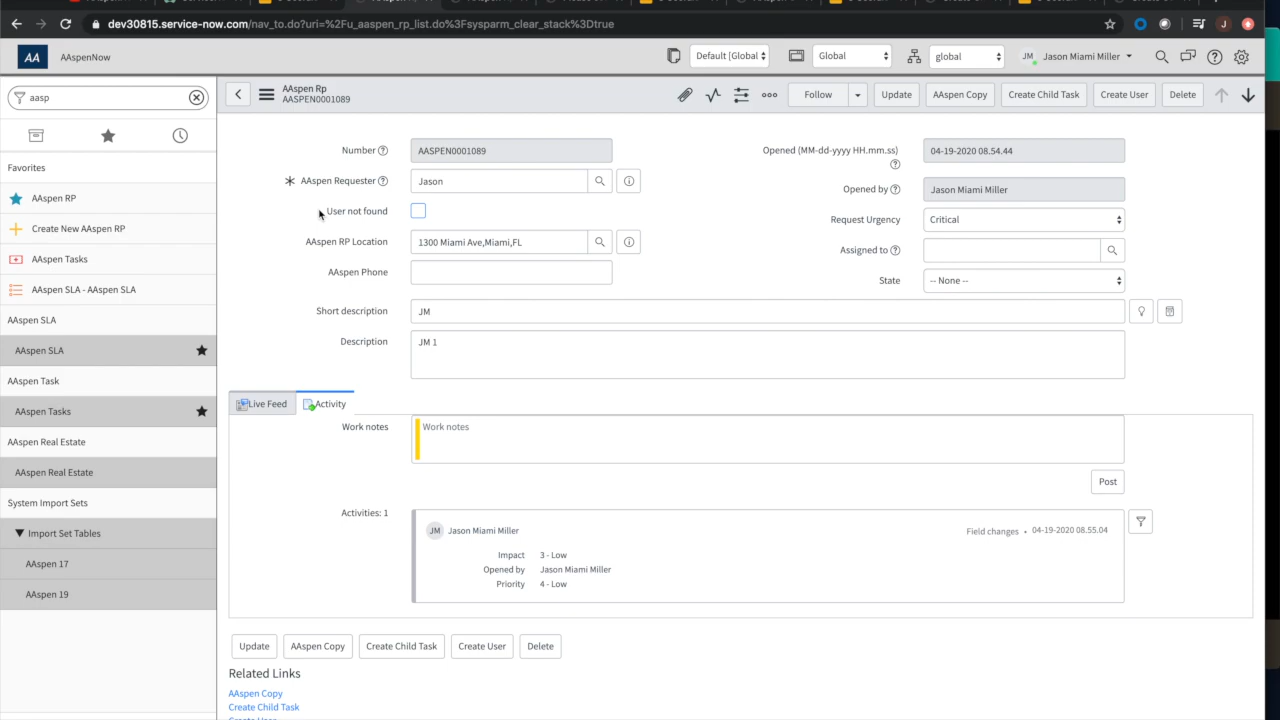 dev30815.service-now.com/nav_to.do?uri=%2Fu_aaspen_rp_list.do%3Fsysparm_clear_stack%3Dtrue
J
AA AAspenNow
Default [Global
Global
global
JM Jason Miami Miller
aasp
Favorites
AAspen RP
Create New AAspen RP
AAspen Tasks
AAspen SLA - AAspen SLA
AAspen SLA
AAspen SLA
AAspen Task
AAspen Tasks
AAspen Real Estate
AAspen Real Estate
System Import Sets
Import Set Tables
AAspen 17
AAspen 19
AAspen Rp
AASPEN0001089
Follow
Update
AAspen Copy
Create Child Task
Create User
Delete
Number
AASPEN0001089
AAspen Requester
Jason
User not found
AAspen RP Location
1300 Miami Ave,Miami,FL
AAspen Phone
Opened (MM-dd-yyyy HH.mm.ss)
04-19-2020 08.54.44
Opened by
Jason Miami Miller
Request Urgency
Critical
Assigned to
State
-- None --
Short description
JM
Description
JM 1
Live Feed
Activity
Work notes
Work notes
Post
Activities: 1
JM Jason Miami Miller
Field changes • 04-19-2020 08.55.04
Impact 3 - Low
Opened by Jason Miami Miller
Priority 4 - Low
Update
AAspen Copy
Create Child Task
Create User
Delete
Related Links
AAspen Copy
Create Child Task